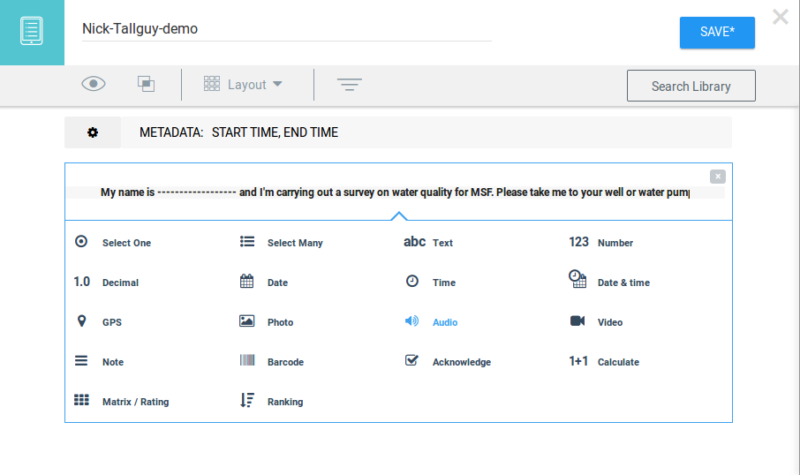 Nick-Tallguy-demo
SAVE*
Layout
Search Library
METADATA: START TIME, END TIME
My name is ------------------ and I'm carrying out a survey on water quality for MSF. Please take me to your well or water pump
Select One
Select Many
abc Text
123 Number
1.0 Decimal
Date
Time
Date & time
GPS
Photo
Audio
Video
Note
Barcode
Acknowledge
1+1 Calculate
Matrix / Rating
Ranking